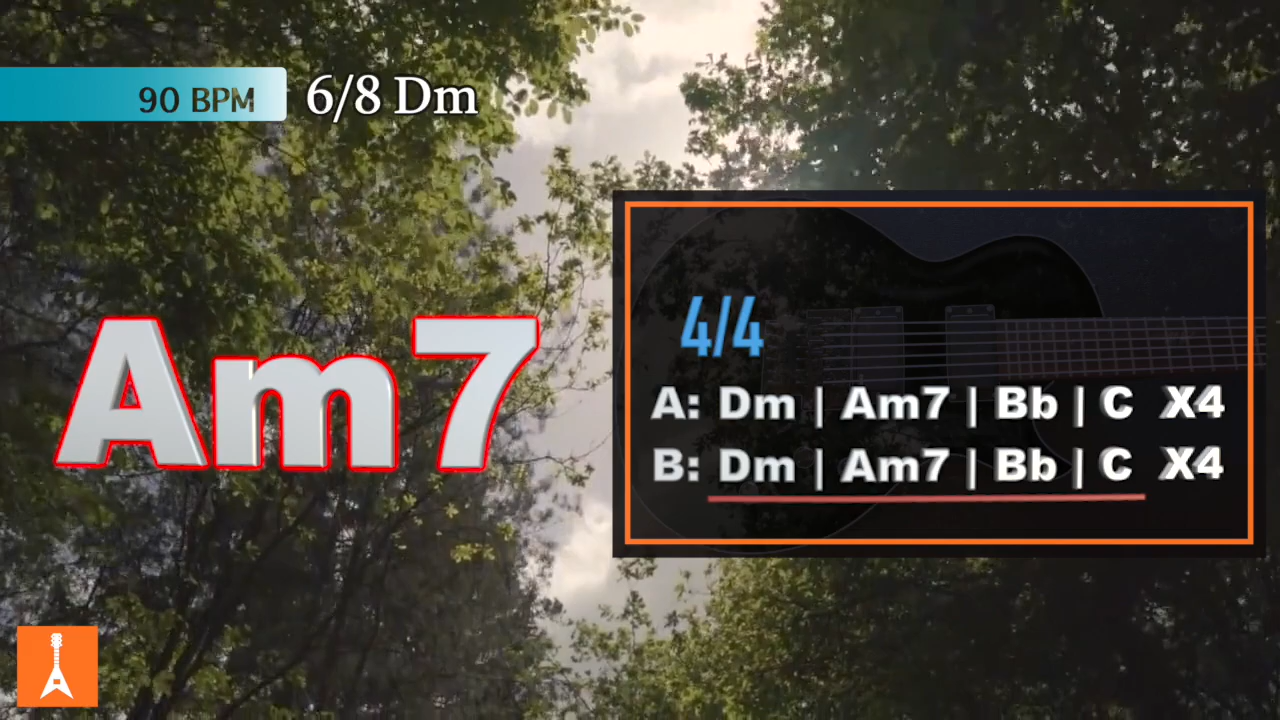 90 BPM 6/8 Dm
Am7
4/4
A: Dm | Am7 | Bb | C X4
B: Dm | Am7 | Bb | C X4